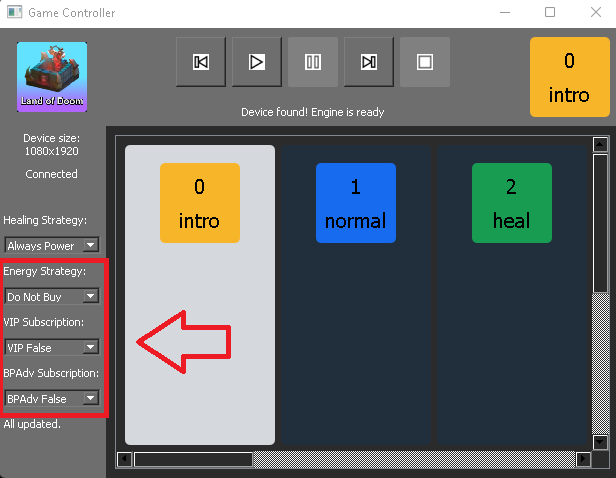 Game Controller
Land of Doom
Device found! Engine is ready
0
intro
Device size:
1080x1920
Connected
Healing Strategy:
Always Power
Energy Strategy:
Do Not Buy
VIP Subscription:
VIP False
BPAdv Subscription:
BPAdv False
All updated.
0
intro
1
normal
2
heal